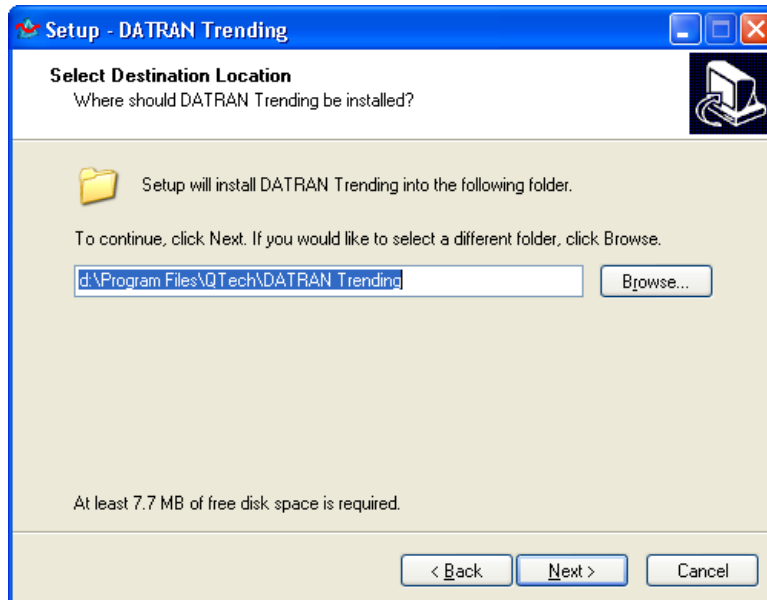 Setup - DATRAN Trending
Select Destination Location
Where should DATRAN Trending be installed?
Setup will install DATRAN Trending into the following folder.
To continue, click Next. If you would like to select a different folder, click Browse.
d:\Program Files\QTech\DATRAN Trending
Browse...
At least 7.7 MB of free disk space is required.
< Back
Next >
Cancel